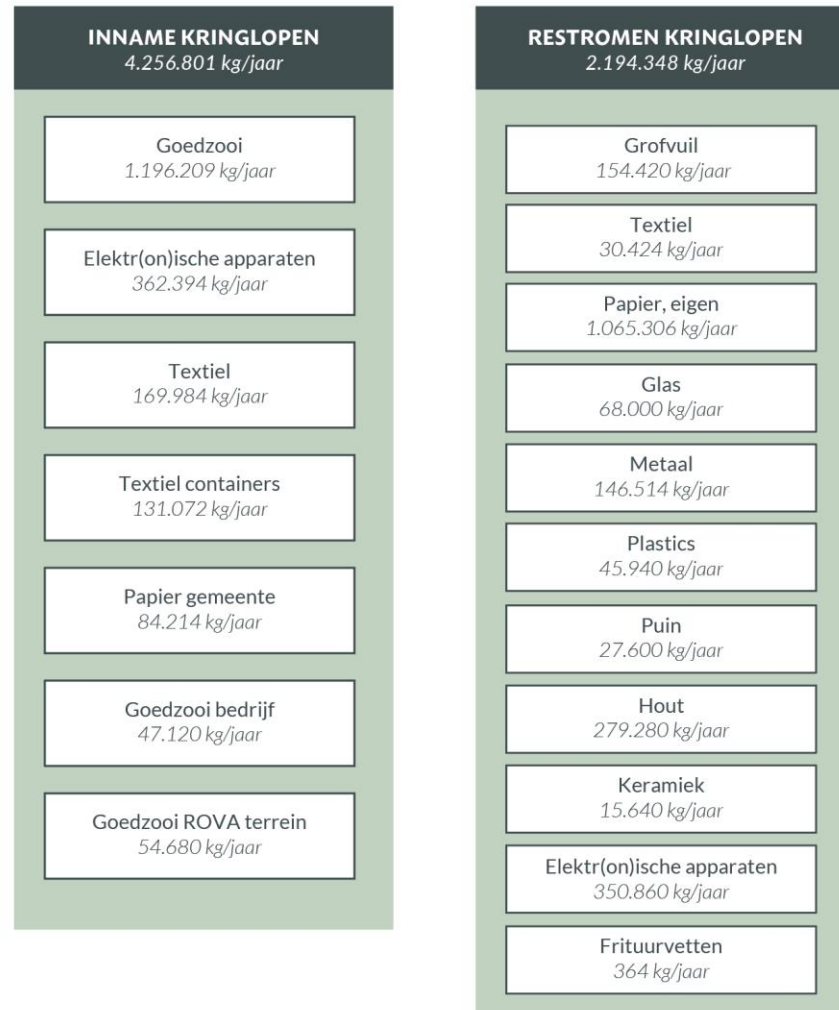 INNAME KRINGLOPEN
4.256.801 kg/jaar
Goedzooi
1.196.209 kg/jaar
Elektr(on)ische apparaten
362.394 kg/jaar
Textiel
169.984 kg/jaar
Textiel containers
131.072 kg/jaar
Papier gemeente
84.214 kg/jaar
Goedzooi bedrijf
47.120 kg/jaar
Goedzooi ROVA terrein
54.680 kg/jaar
RESTROMEN KRINGLOPEN
2.194.348 kg/jaar
Grofvuil
154.420 kg/jaar
Textiel
30.424 kg/jaar
Papier, eigen
1.065.306 kg/jaar
Glas
68.000 kg/jaar
Metaal
146.514 kg/jaar
Plastics
45.940 kg/jaar
Puin
27.600 kg/jaar
Hout
279.280 kg/jaar
Keramiek
15.640 kg/jaar
Elektr(on)ische apparaten
350.860 kg/jaar
Frituurvetten
364 kg/jaar